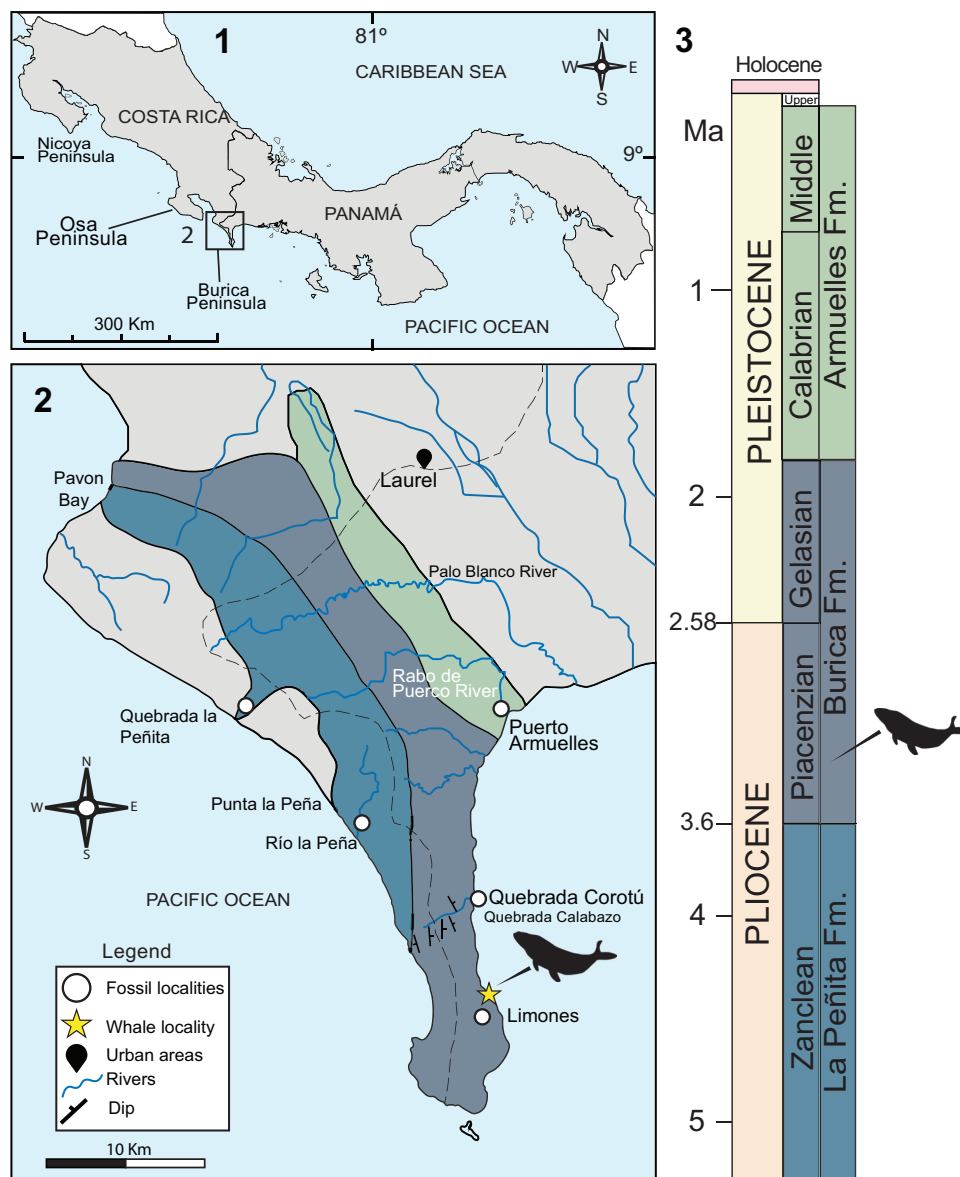 1
81º
N
W
E
S
CARIBBEAN SEA
COSTA RICA
Nicoya
Peninsula
9º
Osa
Peninsula
2
PANAMÁ
Burica
Peninsula
300 Km
PACIFIC OCEAN
2
Pavon
Bay
Laurel
Palo Blanco River
Rabo de
Puerco River
Quebrada la
Peñita
Puerto
Armuelles
N
W
E
S
Punta la Peña
Río la Peña
PACIFIC OCEAN
Quebrada Corotú
Quebrada Calabazo
Limones
Legend
Fossil localities
Whale locality
Urban areas
Rivers
Dip
10 Km
3
Holocene
Ma
Upper
Middle
Armuelles Fm.
1
PLEISTOCENE
Calabrian
2
Gelasian
Burica Fm.
2.58
Piacenzian
3.6
PLIOCENE
4
Zanclean
La Peñita Fm.
5